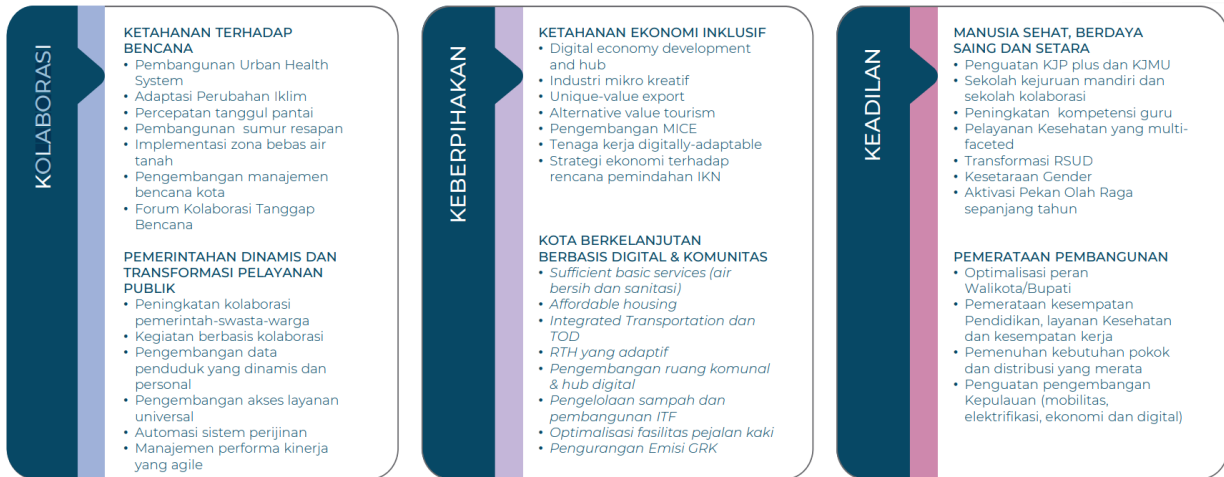 KOLABORASI
KETAHANAN TERHADAP
BENCANA
• Pembangunan Urban Health
System
• Adaptasi Perubahan Iklim
• Percepatan tanggul pantai
• Pembangunan sumur resapan
• Implementasi zona bebas air
tanah
• Pengembangan manajemen
bencana kota
• Forum Kolaborasi Tanggap
Bencana
PEMERINTAHAN DINAMIS DAN
TRANSFORMASI PELAYANAN
PUBLIK
• Peningkatan kolaborasi
pemerintah-swasta-warga
• Kegiatan berbasis kolaborasi
• Pengembangan data
penduduk yang dinamis dan
personal
• Pengembangan akses layanan
universal
• Automasi sistem perijinan
• Manajemen performa kinerja
yang agile
KEBERPIHAKAN
KETAHANAN EKONOMI INKLUSIF
• Digital economy development
and hub
• Industri mikro kreatif
• Unique-value export
• Alternative value tourism
• Pengembangan MICE
• Tenaga kerja digitally-adaptable
• Strategi ekonomi terhadap
rencana pemindahan IKN
KOTA BERKELANJUTAN
BERBASIS DIGITAL & KOMUNITAS
• Sufficient basic services (air
bersih dan sanitasi)
• Affordable housing
• Integrated Transportation dan
TOD
• RTH yang adaptif
• Pengembangan ruang komunal
& hub digital
• Pengelolaan sampah dan
pembangunan ITF
• Optimalisasi fasilitas pejalan kaki
• Pengurangan Emisi GRK
KEADILAN
MANUSIA SEHAT, BERDAYA
SAING DAN SETARA
• Penguatan KJP plus dan KJMU
• Sekolah kejuruan mandiri dan
sekolah kolaborasi
• Peningkatan kompetensi guru
• Pelayanan Kesehatan yang multi-
faceted
• Transformasi RSUD
• Kesetaraan Gender
• Aktivasi Pekan Olah Raga
sepanjang tahun
PEMERATAAN PEMBANGUNAN
• Optimalisasi peran
Walikota/Bupati
• Pemerataan kesempatan
Pendidikan, layanan Kesehatan
dan kesempatan kerja
• Pemenuhan kebutuhan pokok
dan distribusi yang merata
• Penguatan pengembangan
Kepulauan (mobilitas,
elektrifikasi, ekonomi dan digital)